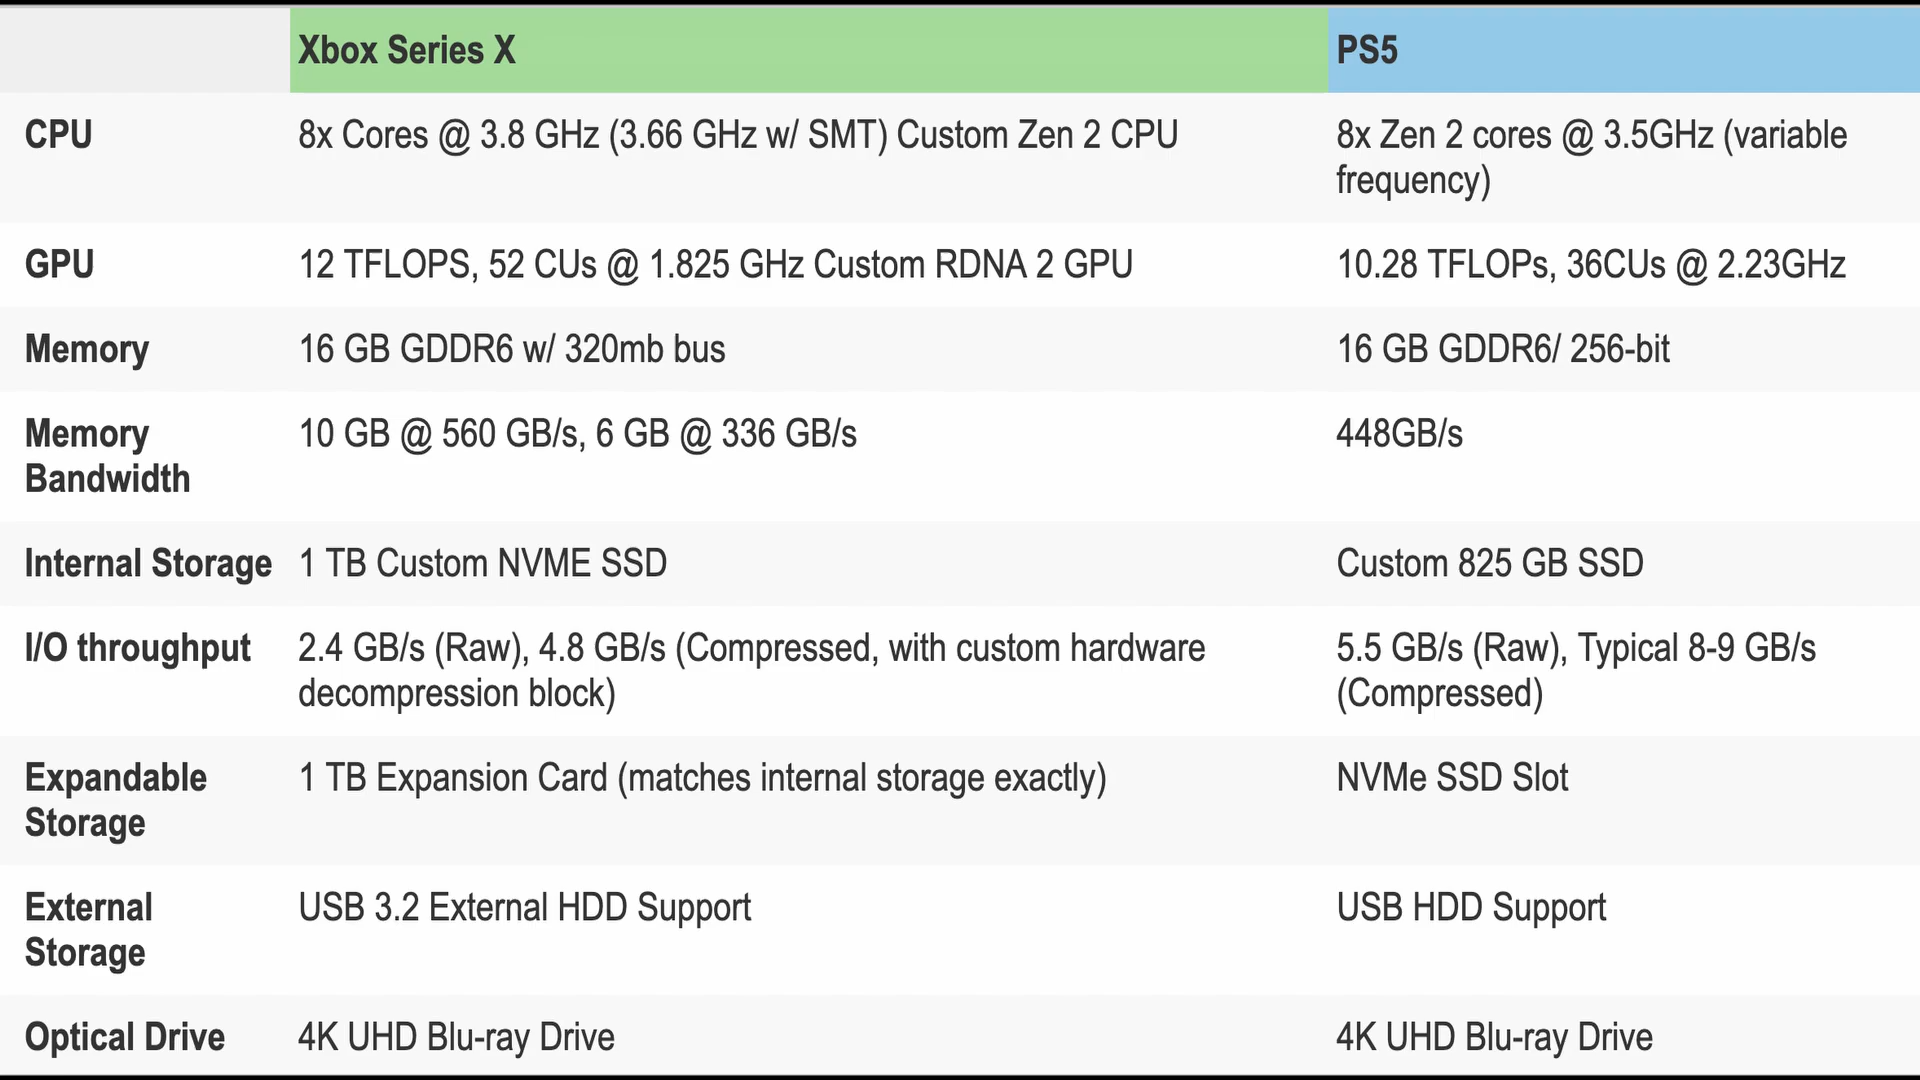 Xbox Series X PS5
CPU 8x Cores @ 3.8 GHz (3.66 GHz w/ SMT) Custom Zen 2 CPU 8x Zen 2 cores @ 3.5GHz (variable
frequency)
GPU 12 TFLOPS, 52 CUs @ 1.825 GHz Custom RDNA 2 GPU 10.28 TFLOPs, 36CUs @ 2.23GHz
Memory 16 GB GDDR6 w/ 320mb bus 16 GB GDDR6/ 256-bit
Memory 10 GB @ 560 GB/s, 6 GB @ 336 GB/s 448GB/s
Bandwidth
Internal Storage 1 TB Custom NVME SSD Custom 825 GB SSD
I/O throughput 2.4 GB/s (Raw), 4.8 GB/s (Compressed, with custom hardware 5.5 GB/s (Raw), Typical 8-9 GB/s
decompression block) (Compressed)
Expandable 1 TB Expansion Card (matches internal storage exactly) NVMe SSD Slot
Storage
External USB 3.2 External HDD Support USB HDD Support
Storage
Optical Drive 4K UHD Blu-ray Drive 4K UHD Blu-ray Drive